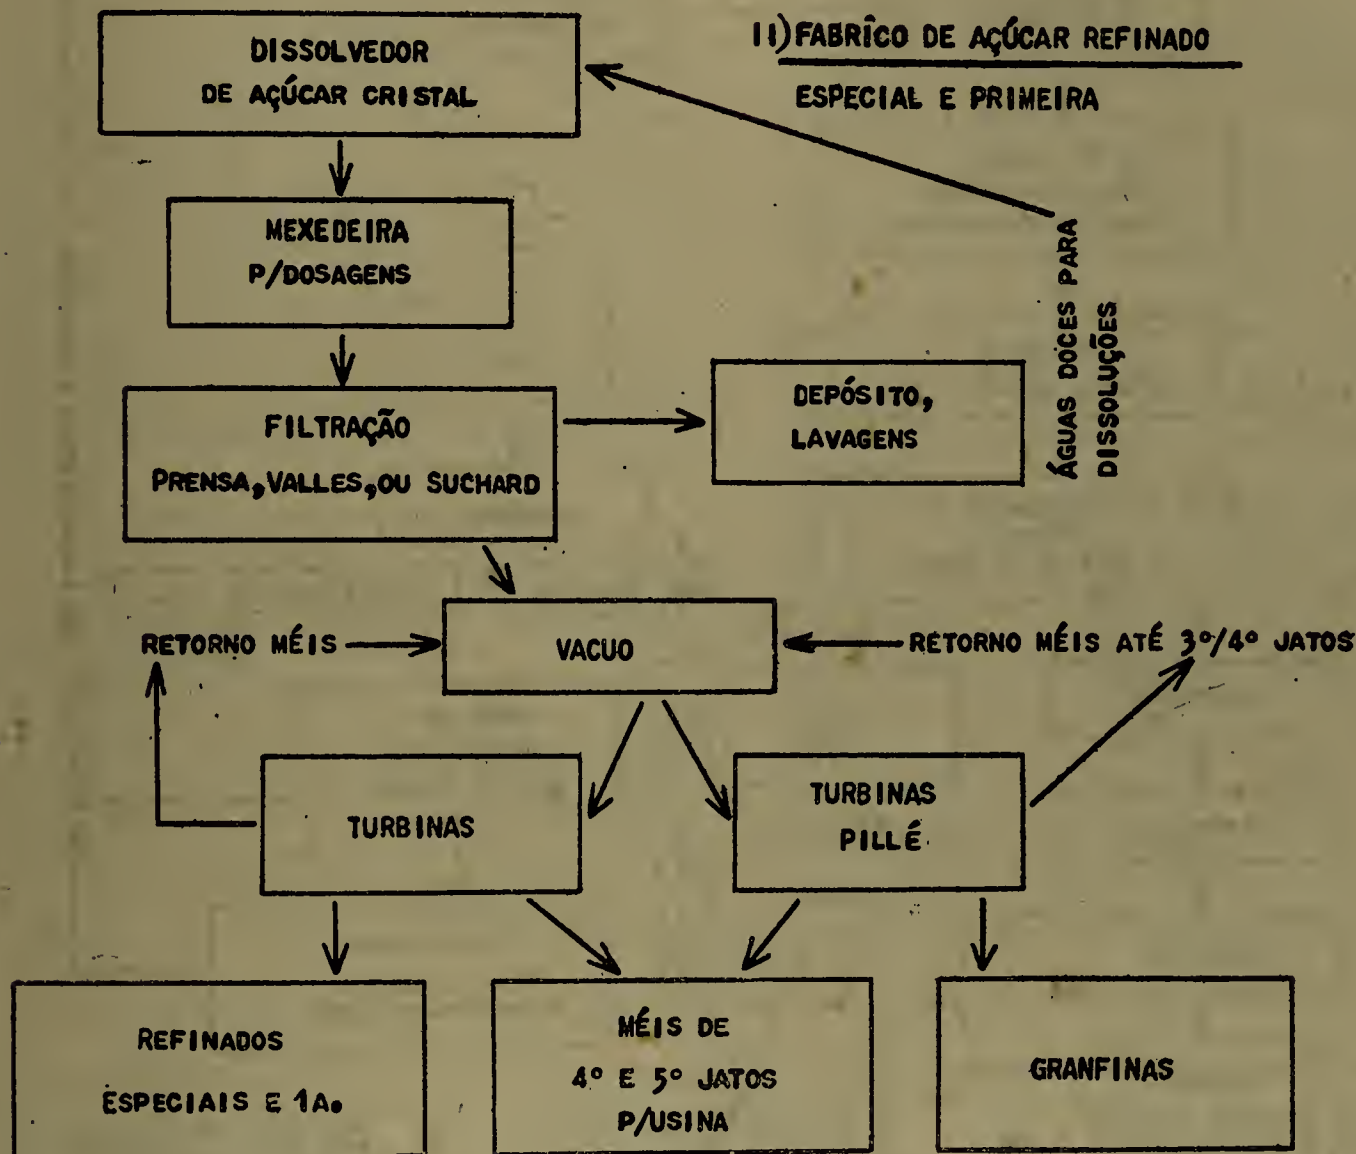 II) FABRÎCO DE AÇÚCAR REFINADO
ESPECIAL E PRIMEIRA
DISSOLVEDOR
DE AÇÚCAR CRISTAL
MEXEDEIRA
P/DOSAGENS
FILTRAÇÃO
PRENSA, VALLES, OU SUCHARD
DEPÓSITO,
LAVAGENS
ÁGUAS DOCES PARA
DISSOLUÇÕES
RETORNO MÉIS
VACUO
RETORNO MÉIS ATÉ 3º/4º JATOS
TURBINAS
TURBINAS
PILLÉ
REFINADOS
ESPECIAIS E 1A.
MÉIS DE
4º E 5º JATOS
P/USINA
GRANFINAS